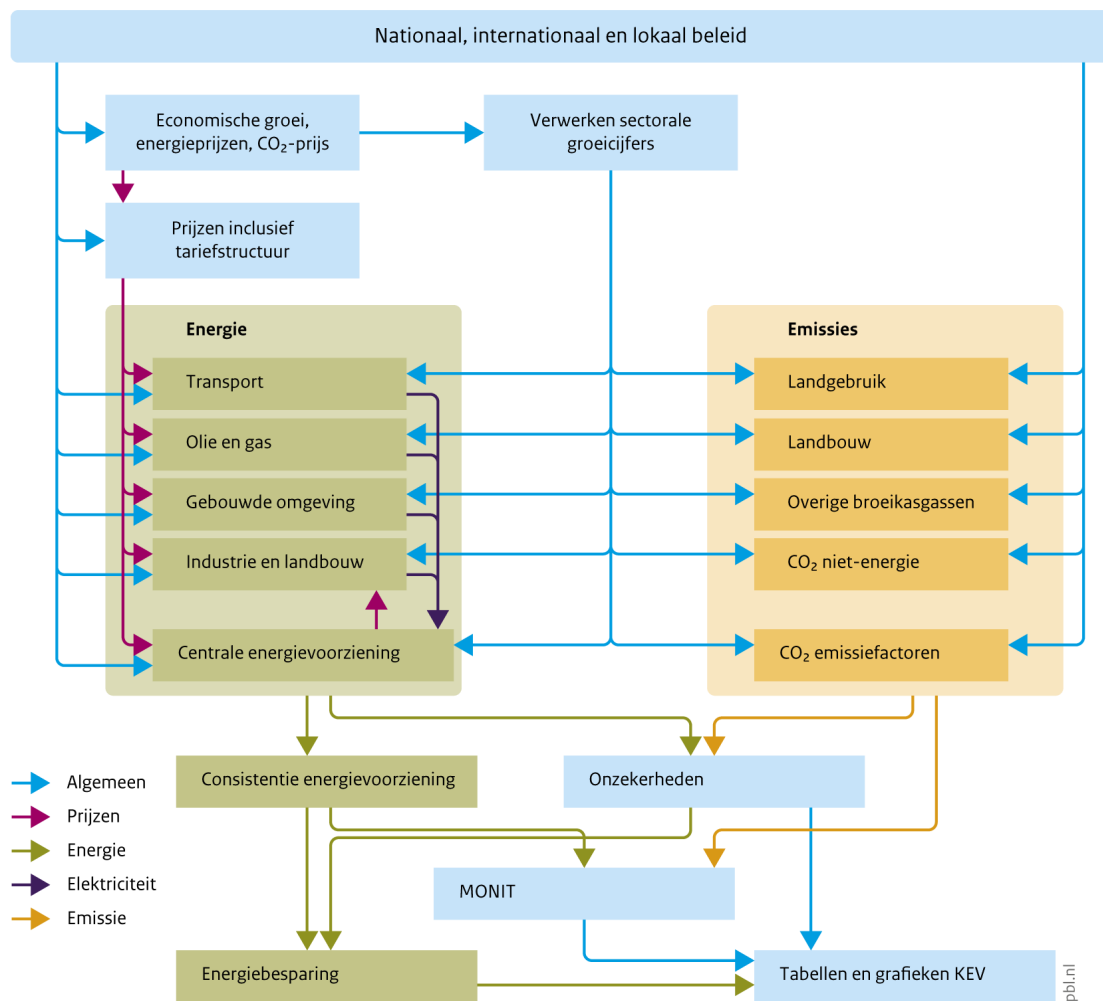 Nationaal, internationaal en lokaal beleid
Economische groei,
energieprijzen, CO₂-prijs
Verwerken sectorale
groeicijfers
Prijzen inclusief
tariefstructuur
Energie
Transport
Olie en gas
Gebouwde omgeving
Industrie en landbouw
Centrale energievoorziening
Emissies
Landgebruik
Landbouw
Overige broeikasgassen
CO₂ niet-energie
CO₂ emissiefactoren
Consistentie energievoorziening
Onzekerheden
MONIT
Energiebesparing
Tabellen en grafieken KEV
Algemeen
Prijzen
Energie
Elektriciteit
Emissie
pbl.nl